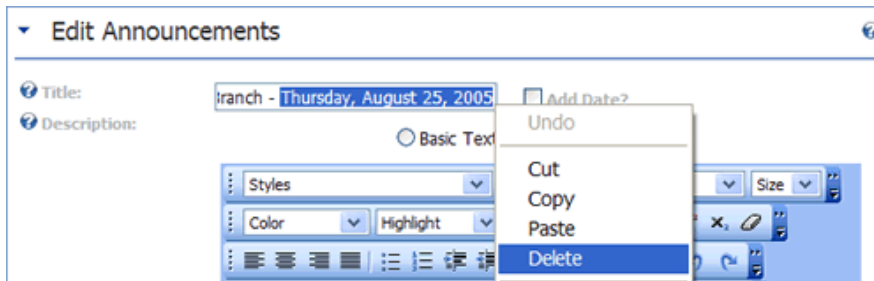 Edit Announcements
Title:
ranch - Thursday, August 25, 2005
Add Date?
Description:
Basic Text
Undo
Cut
Copy
Paste
Delete
Styles
Size
Color
Highlight